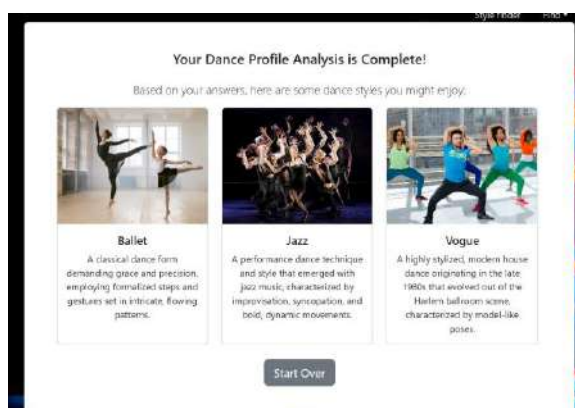 Style Finder Find
Your Dance Profile Analysis is Complete!
Based on your answers, here are some dance styles you might enjoy:
Ballet
A classical dance form
demanding grace and precision,
employing formalized steps and
gestures set in intricate, flowing
patterns.
Jazz
A performance dance technique
and style that emerged with
jazz music, characterized by
improvisation, syncopation, and
bold, dynamic movements.
Vogue
A highly stylized, modern house
dance originating in the late
1980s that evolved out of the
Harlem ballroom scene,
characterized by model-like
poses.
Start Over